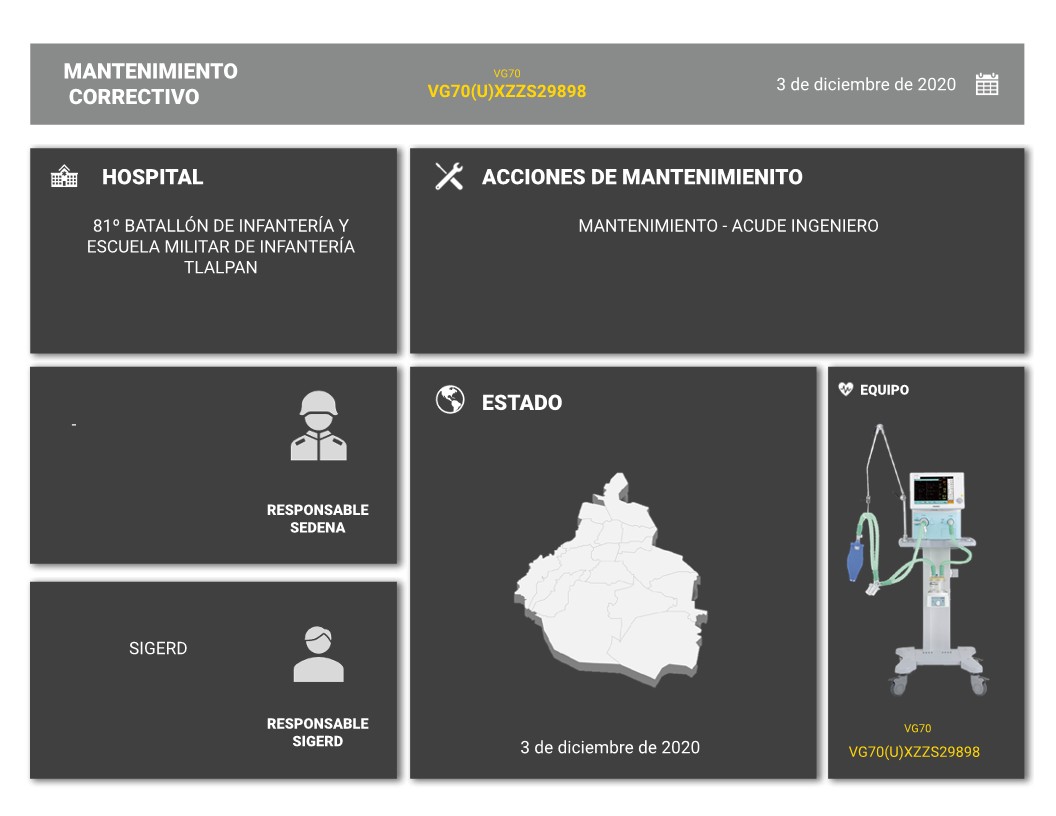 MANTENIMIENTO
CORRECTIVO
VG70
VG70(U)XZZS29898
3 de diciembre de 2020
HOSPITAL
81º BATALLÓN DE INFANTERÍA Y
ESCUELA MILITAR DE INFANTERÍA
TLALPAN
ACCIONES DE MANTENIMIENITO
MANTENIMIENTO - ACUDE INGENIERO
-
RESPONSABLE
SEDENA
SIGERD
RESPONSABLE
SIGERD
ESTADO
3 de diciembre de 2020
EQUIPO
VG70
VG70(U)XZZS29898